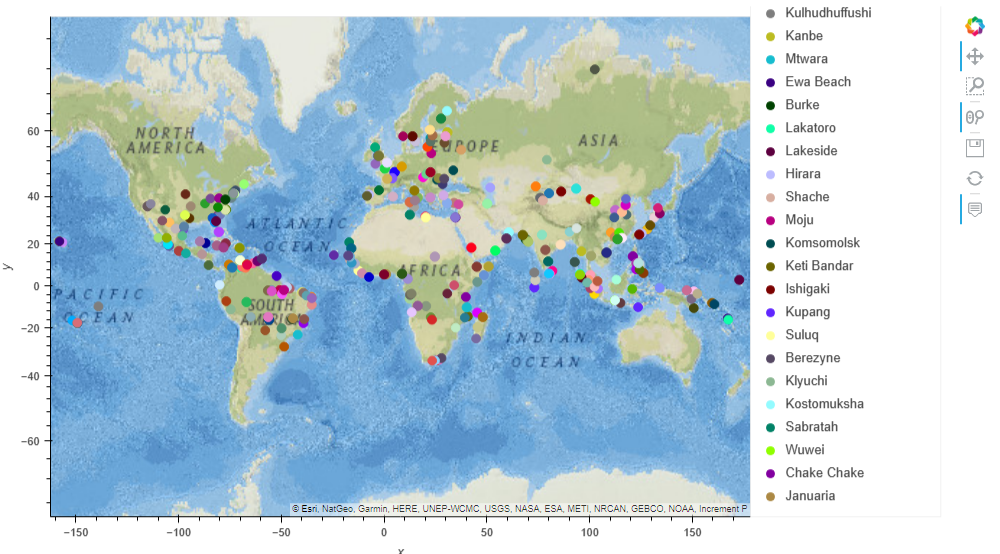 NORTH
AMERICA
EUROPE
ASIA
ATLANTIC
OCEAN
AFRICA
PACIFIC
OCEAN
SOUTH
AMERICA
INDIAN
OCEAN
60
40
20
0
−20
−40
−60
y
−150
−100
−50
0
50
100
150
x
© Esri, NatGeo, Garmin, HERE, UNEP-WCMC, USGS, NASA, ESA, METI, NRCAN, GEBCO, NOAA, Increment P
Kulhudhuffushi
Kanbe
Mtwara
Ewa Beach
Burke
Lakatoro
Lakeside
Hirara
Shache
Moju
Komsomolsk
Keti Bandar
Ishigaki
Kupang
Suluq
Berezyne
Klyuchi
Kostomuksha
Sabratah
Wuwei
Chake Chake
Januaria